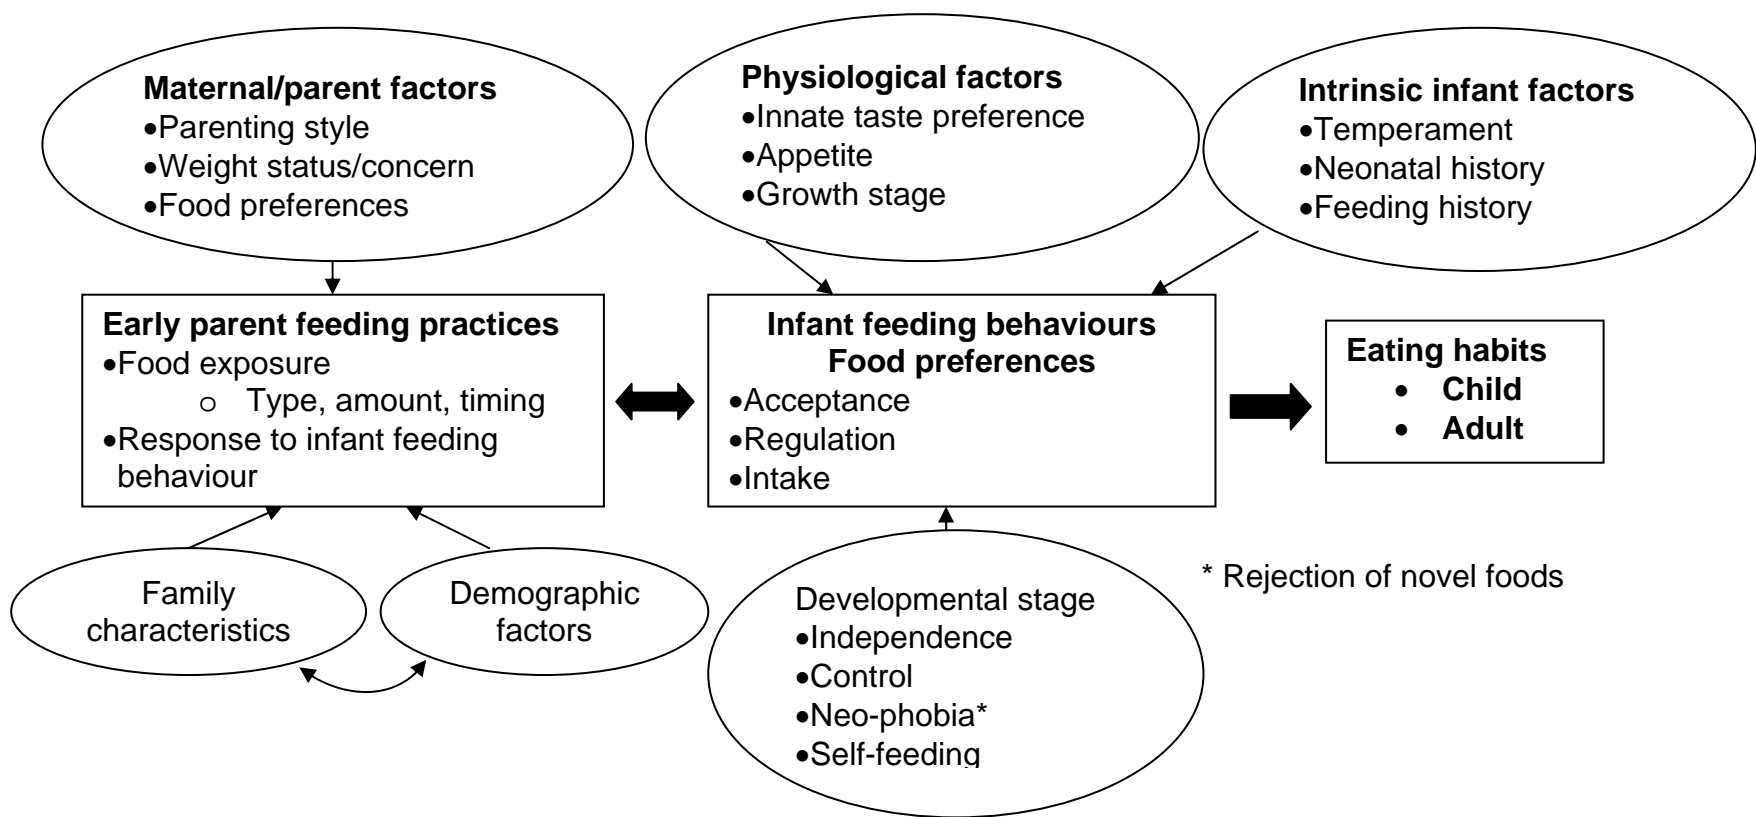 Maternal/parent factors
•Parenting style
•Weight status/concern
•Food preferences
Physiological factors
•Innate taste preference
•Appetite
•Growth stage
Intrinsic infant factors
•Temperament
•Neonatal history
•Feeding history
Early parent feeding practices
•Food exposure
o Type, amount, timing
•Response to infant feeding
behaviour
Infant feeding behaviours
Food preferences
•Acceptance
•Regulation
•Intake
Eating habits
• Child
• Adult
Family
characteristics
Demographic
factors
Developmental stage
•Independence
•Control
•Neo-phobia*
•Self-feeding
* Rejection of novel foods